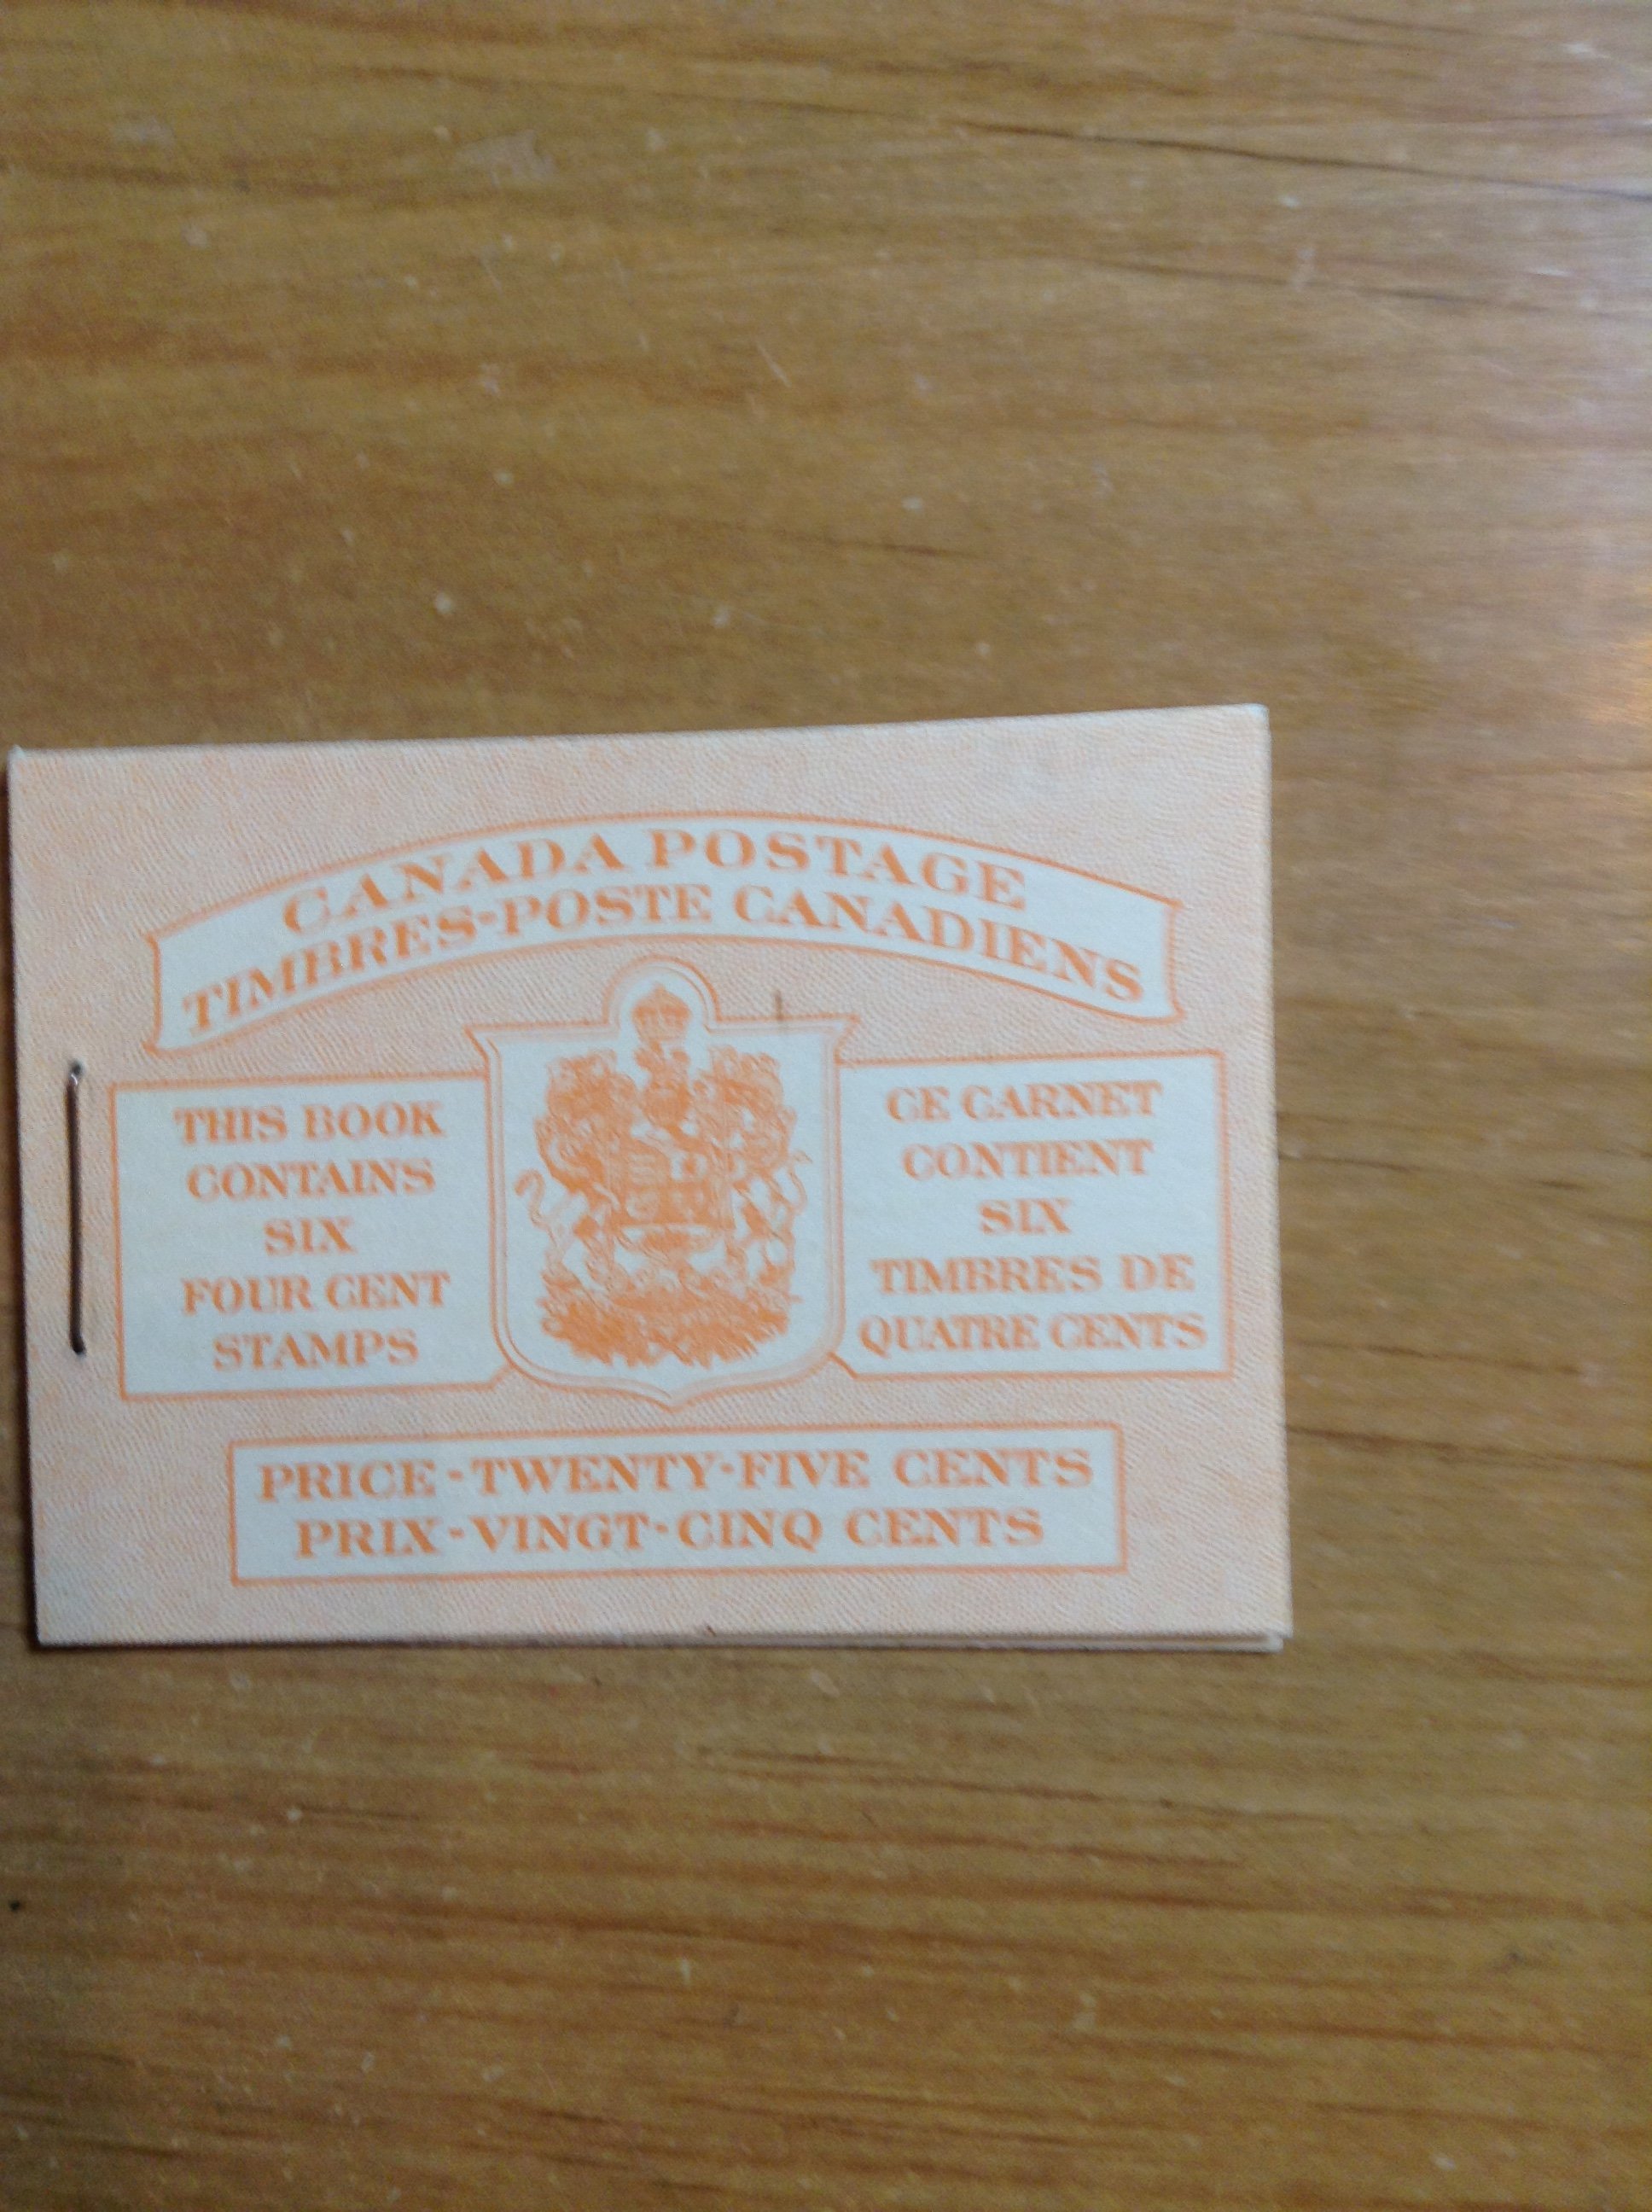 CANADA POSTAGE
TIMBRES-POSTE CANADIENS
THIS BOOK
CONTAINS
SIX
FOUR CENT
STAMPS
CE CARNET
CONTIENT
SIX
TIMBRES DE
QUATRE CENTS
PRICE-TWENTY-FIVE CENTS
PRIX-VINGT-CINQ CENTS